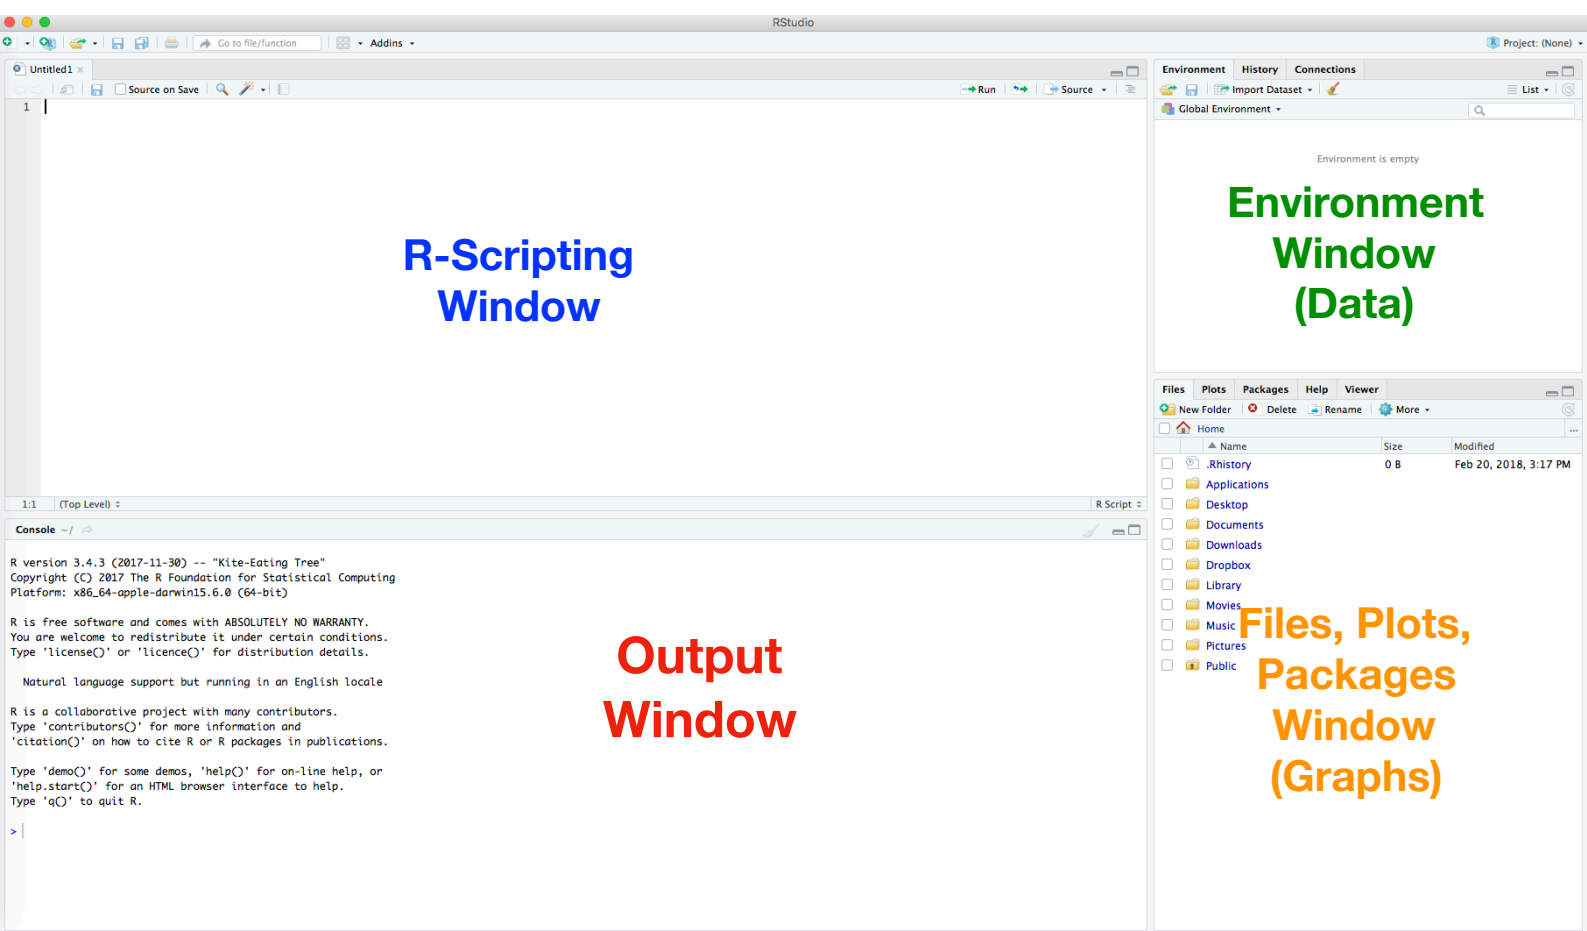 RStudio
Go to file/function
Addins
Project: (None)
Untitled1
Source on Save
Run
Source
1
R-Scripting
Window
1:1
(Top Level)
R Script
Console ~/
R version 3.4.3 (2017-11-30) -- "Kite-Eating Tree"
Copyright (C) 2017 The R Foundation for Statistical Computing
Platform: x86_64-apple-darwin15.6.0 (64-bit)
R is free software and comes with ABSOLUTELY NO WARRANTY.
You are welcome to redistribute it under certain conditions.
Type 'license()' or 'licence()' for distribution details.
Natural language support but running in an English locale
R is a collaborative project with many contributors.
Type 'contributors()' for more information and
'citation()' on how to cite R or R packages in publications.
Type 'demo()' for some demos, 'help()' for on-line help, or
'help.start()' for an HTML browser interface to help.
Type 'q()' to quit R.
>
Output
Window
Environment History Connections
Import Dataset
List
Global Environment
Environment is empty
Environment
Window
(Data)
Files Plots Packages Help Viewer
New Folder Delete Rename More
Home
...
Name Size Modified
.Rhistory 0 B Feb 20, 2018, 3:17 PM
Applications
Desktop
Documents
Downloads
Dropbox
Library
Movies
Music
Pictures
Public
Files, Plots,
Packages
Window
(Graphs)